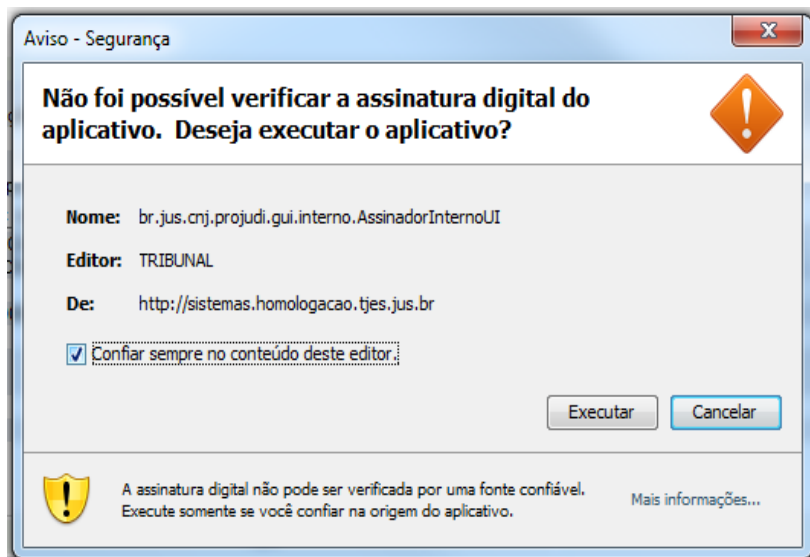 Aviso - Segurança
Não foi possível verificar a assinatura digital do
aplicativo. Deseja executar o aplicativo?
Nome: br.jus.cnj.projudi.gui.interno.AssinadorInternoUI
Editor: TRIBUNAL
De: http://sistemas.homologacao.tjes.jus.br
Confiar sempre no conteúdo deste editor.
Executar Cancelar
A assinatura digital não pode ser verificada por uma fonte confiável.
Execute somente se você confiar na origem do aplicativo.
Mais informações...